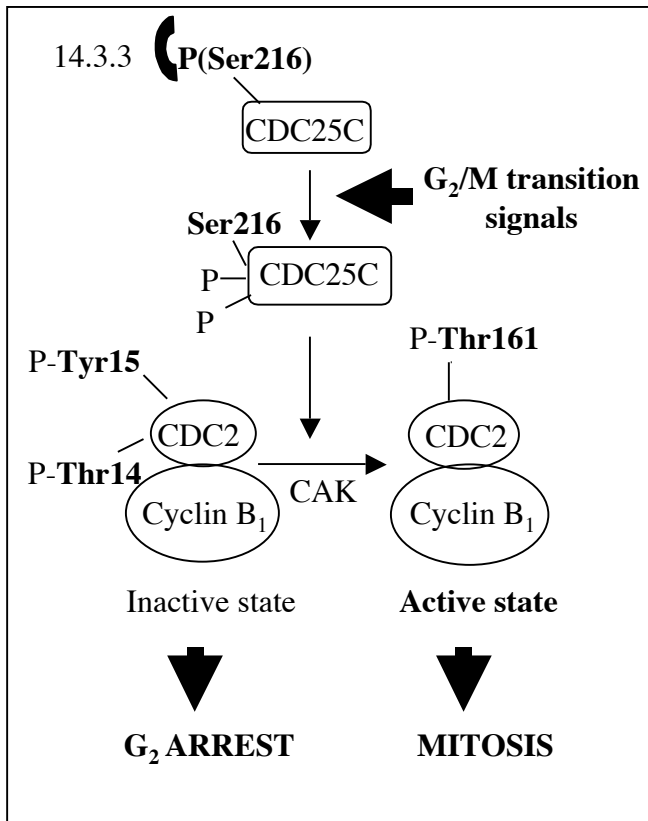 14.3.3 P(Ser216)
CDC25C
G₂/M transition
signals
Ser216
P
CDC25C
P
P-Thr161
P-Tyr15
CDC2
CDC2
P-Thr14
CAK
Cyclin B₁
Cyclin B₁
Inactive state
Active state
G₂ ARREST
MITOSIS